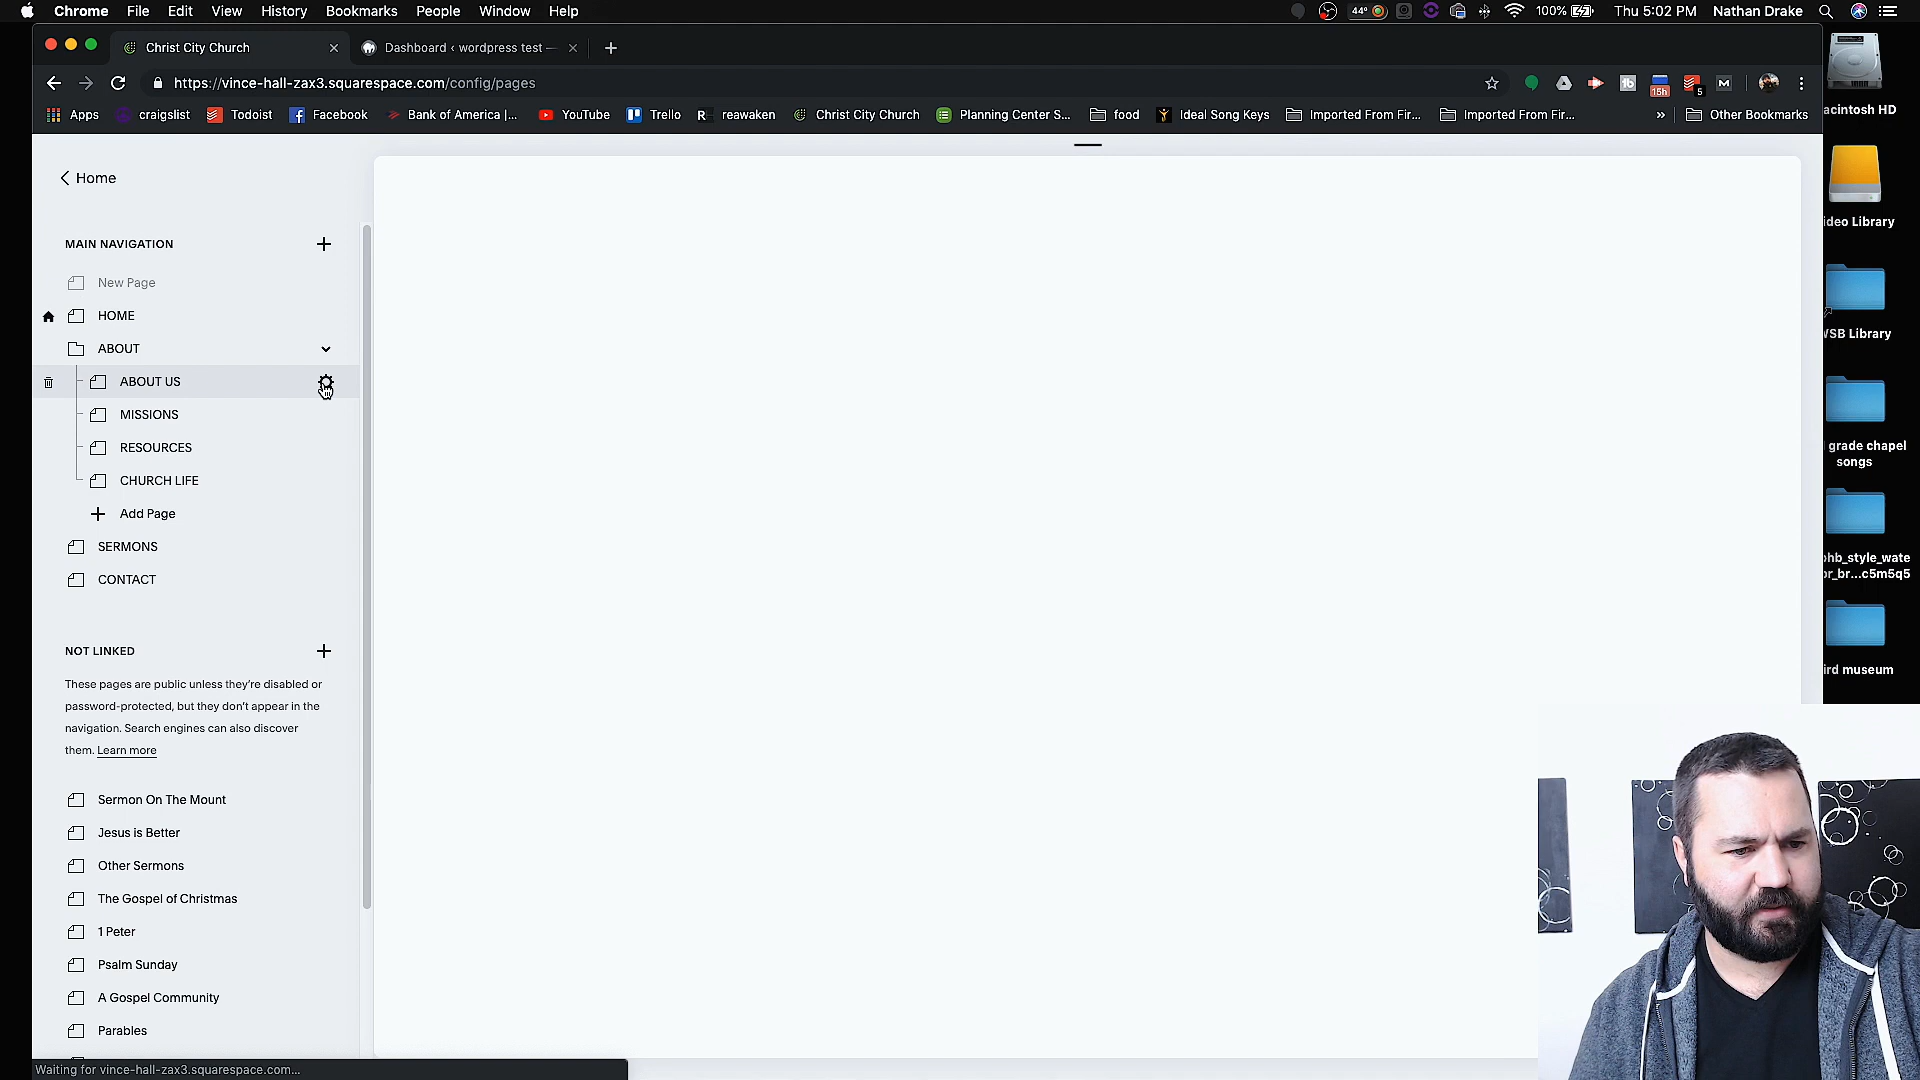 Chrome File Edit View History Bookmarks People Window Help 44° 100% Thu 5:02 PM Nathan Drake
Christ City Church Dashboard ‹ wordpress test —
https://vince-hall-zax3.squarespace.com/config/pages 15h 5 M
Apps craigslist Todoist Facebook Bank of America |... YouTube Trello reawaken Christ City Church Planning Center S... food Ideal Song Keys Imported From Fir... Imported From Fir... » Other Bookmarks
acintosh HD
Home
ideo Library
MAIN NAVIGATION
New Page
HOME
WSB Library
ABOUT
ABOUT US
MISSIONS
RESOURCES
grade chapel
songs
CHURCH LIFE
Add Page
SERMONS
CONTACT
NOT LINKED
ird museum
These pages are public unless they're disabled or
password-protected, but they don't appear in the
navigation. Search engines can also discover
them. Learn more
Sermon On The Mount
Jesus is Better
Other Sermons
The Gospel of Christmas
1 Peter
Psalm Sunday
A Gospel Community
Parables
Waiting for vince-hall-zax3.squarespace.com...